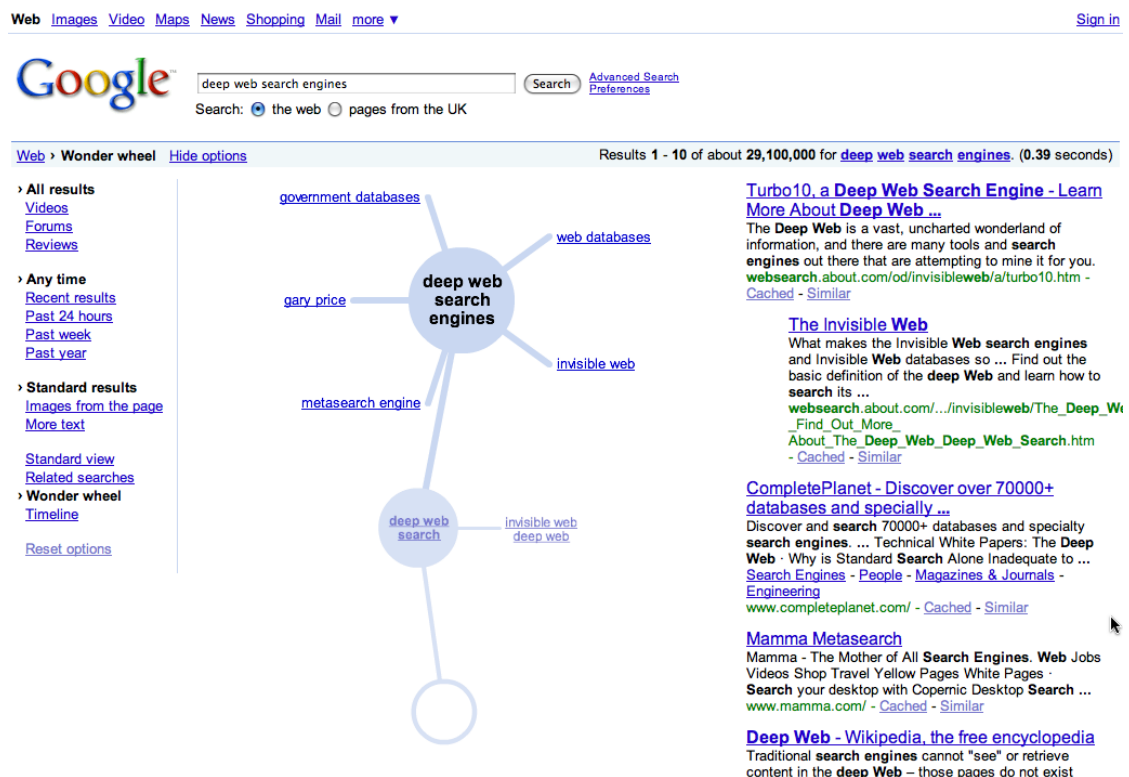 Web Images Video Maps News Shopping Mail more ▼
Sign in
Google™
deep web search engines
Search
Advanced Search
Preferences
Search: the web pages from the UK
Web › Wonder wheel Hide options
Results 1 - 10 of about 29,100,000 for deep web search engines. (0.39 seconds)
› All results
Videos
Forums
Reviews
› Any time
Recent results
Past 24 hours
Past week
Past year
› Standard results
Images from the page
More text
Standard view
Related searches
› Wonder wheel
Timeline
Reset options
government databases
web databases
deep web
search
engines
gary price
invisible web
metasearch engine
deep web
search
invisible web
deep web
Turbo10, a Deep Web Search Engine - Learn
More About Deep Web ...
The Deep Web is a vast, uncharted wonderland of
information, and there are many tools and search
engines out there that are attempting to mine it for you.
websearch.about.com/od/invisibleweb/a/turbo10.htm -
Cached - Similar
The Invisible Web
What makes the Invisible Web search engines
and Invisible Web databases so ... Find out the
basic definition of the deep Web and learn how to
search its ...
websearch.about.com/.../invisibleweb/The_Deep_We
_Find_Out_More_
About_The_Deep_Web_Deep_Web_Search.htm
- Cached - Similar
CompletePlanet - Discover over 70000+
databases and specially ...
Discover and search 70000+ databases and specialty
search engines. ... Technical White Papers: The Deep
Web · Why is Standard Search Alone Inadequate to ...
Search Engines - People - Magazines & Journals -
Engineering
www.completeplanet.com/ - Cached - Similar
Mamma Metasearch
Mamma - The Mother of All Search Engines. Web Jobs
Videos Shop Travel Yellow Pages White Pages ·
Search your desktop with Copernic Desktop Search ...
www.mamma.com/ - Cached - Similar
Deep Web - Wikipedia, the free encyclopedia
Traditional search engines cannot "see" or retrieve
content in the deep Web – those pages do not exist